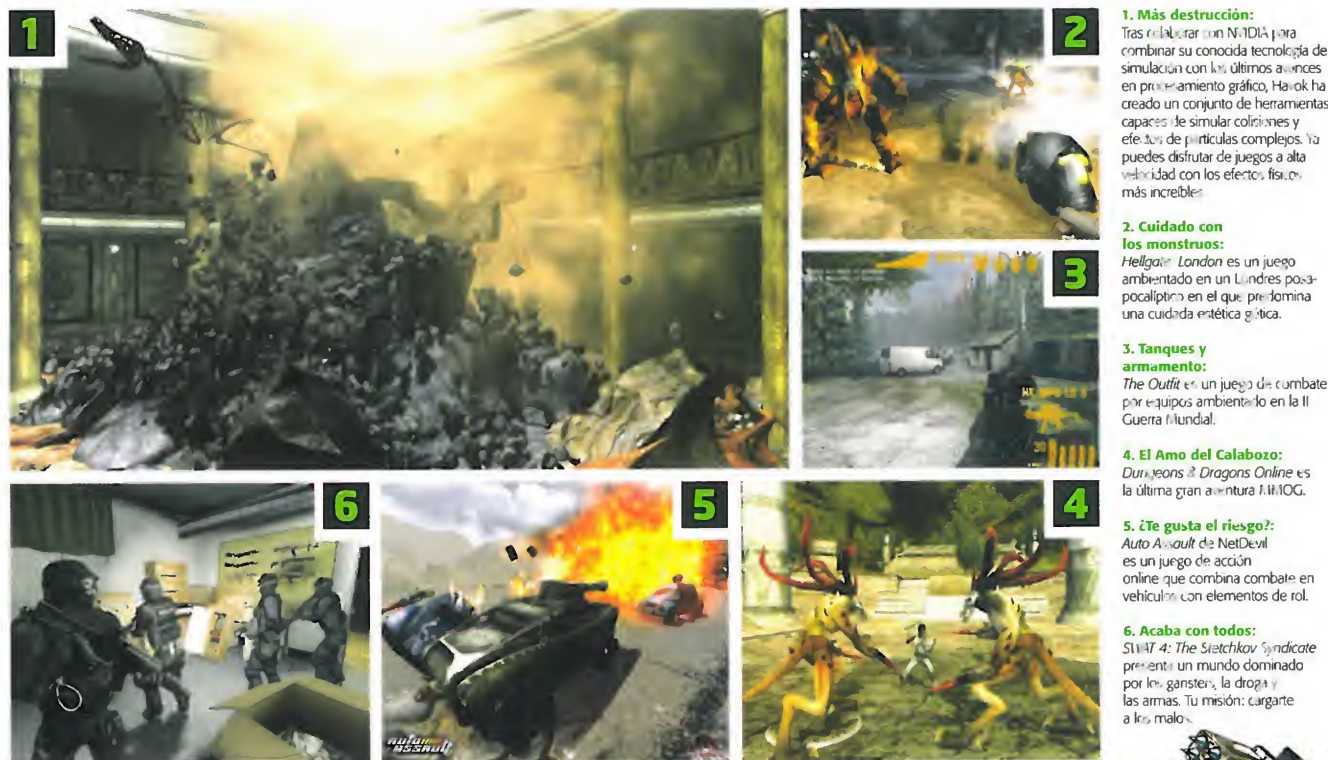 1
2
3
6
5
4
AUTO ASSAULT
1. Más destrucción:
Tras colaborar con NVIDIA para
combinar su conocida tecnología de
simulación con los últimos avances
en procesamiento gráfico, Havok ha
creado un conjunto de herramientas
capaces de simular colisiones y
efectos de partículas complejos. Ya
puedes disfrutar de juegos a alta
velocidad con los efectos físicos
más increíbles
2. Cuidado con
los monstruos:
Hellgate London es un juego
ambientado en un Londres posa-
pocalíptico en el que predomina
una cuidada estética gótica.
3. Tanques y
armamento:
The Outfit es un juego de combate
por equipos ambientado en la II
Guerra Mundial.
4. El Amo del Calabozo:
Dungeons & Dragons Online es
la última gran aventura MMOG.
5. ¿Te gusta el riesgo?:
Auto Assault de NetDevil
es un juego de acción
online que combina combate en
vehículos con elementos de rol.
6. Acaba con todos:
SWAT 4: The Stetchkov Syndicate
presenta un mundo dominado
por los gansters, la droga y
las armas. Tu misión: cargarte
a los malos.